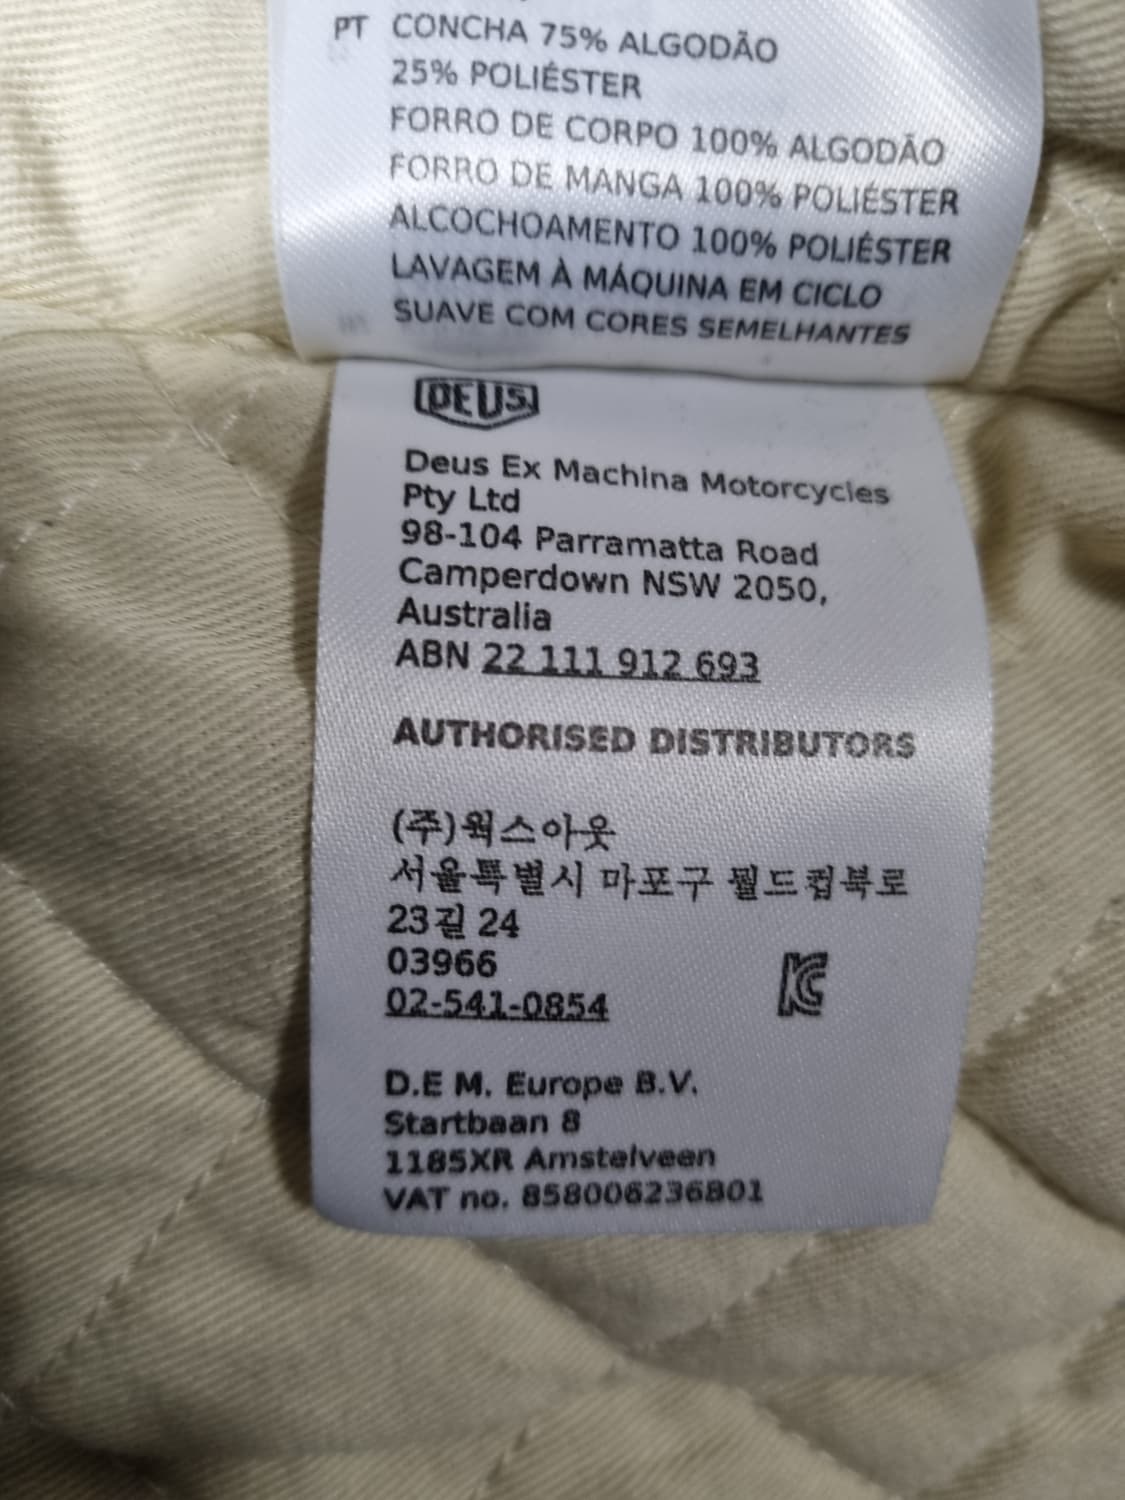 PT CONCHA 75% ALGODÃO
25% POLIÉSTER
FORRO DE CORPO 100% ALGODÃO
FORRO DE MANGA 100% POLIÉSTER
ALCOCHOAMENTO 100% POLIÉSTER
LAVAGEM À MÁQUINA EM CICLO
SUAVE COM CORES SEMELHANTES
DEUS
Deus Ex Machina Motorcycles
Pty Ltd
98-104 Parramatta Road
Camperdown NSW 2050,
Australia
ABN 22 111 912 693
AUTHORISED DISTRIBUTORS
(주)웍스아웃
서울특별시 마포구 월드컵북로
23길 24
03966
02-541-0854
KC
D.E M. Europe B.V.
Startbaan 8
1185XR Amstelveen
VAT no. 858006236B01